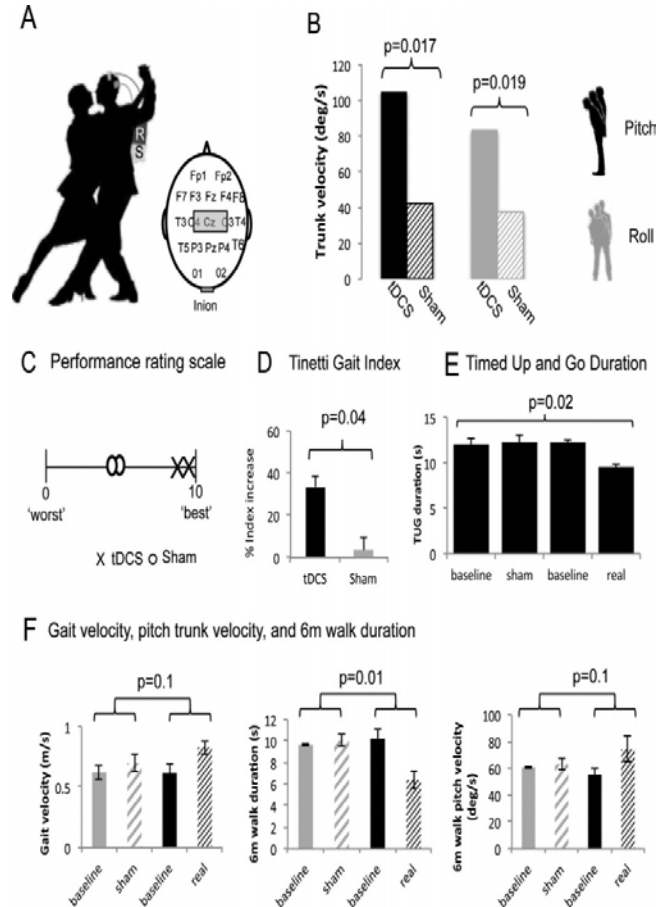 A
R
S
Fp1 Fp2
F7 F3 Fz F4 F8
T3 C4 Cz C3 T4
T5 P3 Pz P4 T6
01 02
Inion
B
p=0.017
p=0.019
Trunk velocity (deg/s)
120
100
80
60
40
20
0
tDCS
Sham
tDCS
Sham
Pitch
Roll
C Performance rating scale
0
10
'worst'
'best'
X tDCS O Sham
D Tinetti Gait Index
p=0.04
% Index increase
60
40
20
0
tDCS
Sham
E Timed Up and Go Duration
p=0.02
TUG duration (s)
15
10
5
0
baseline
sham
baseline
real
F Gait velocity, pitch trunk velocity, and 6m walk duration
p=0.1
Gait velocity (m/s)
1
0.5
0
baseline
sham
baseline
real
p=0.01
6m walk duration (s)
12
10
8
6
4
2
0
baseline
sham
baseline
real
p=0.1
6m walk pitch velocity
(deg/s)
100
80
60
40
20
0
baseline
sham
baseline
real